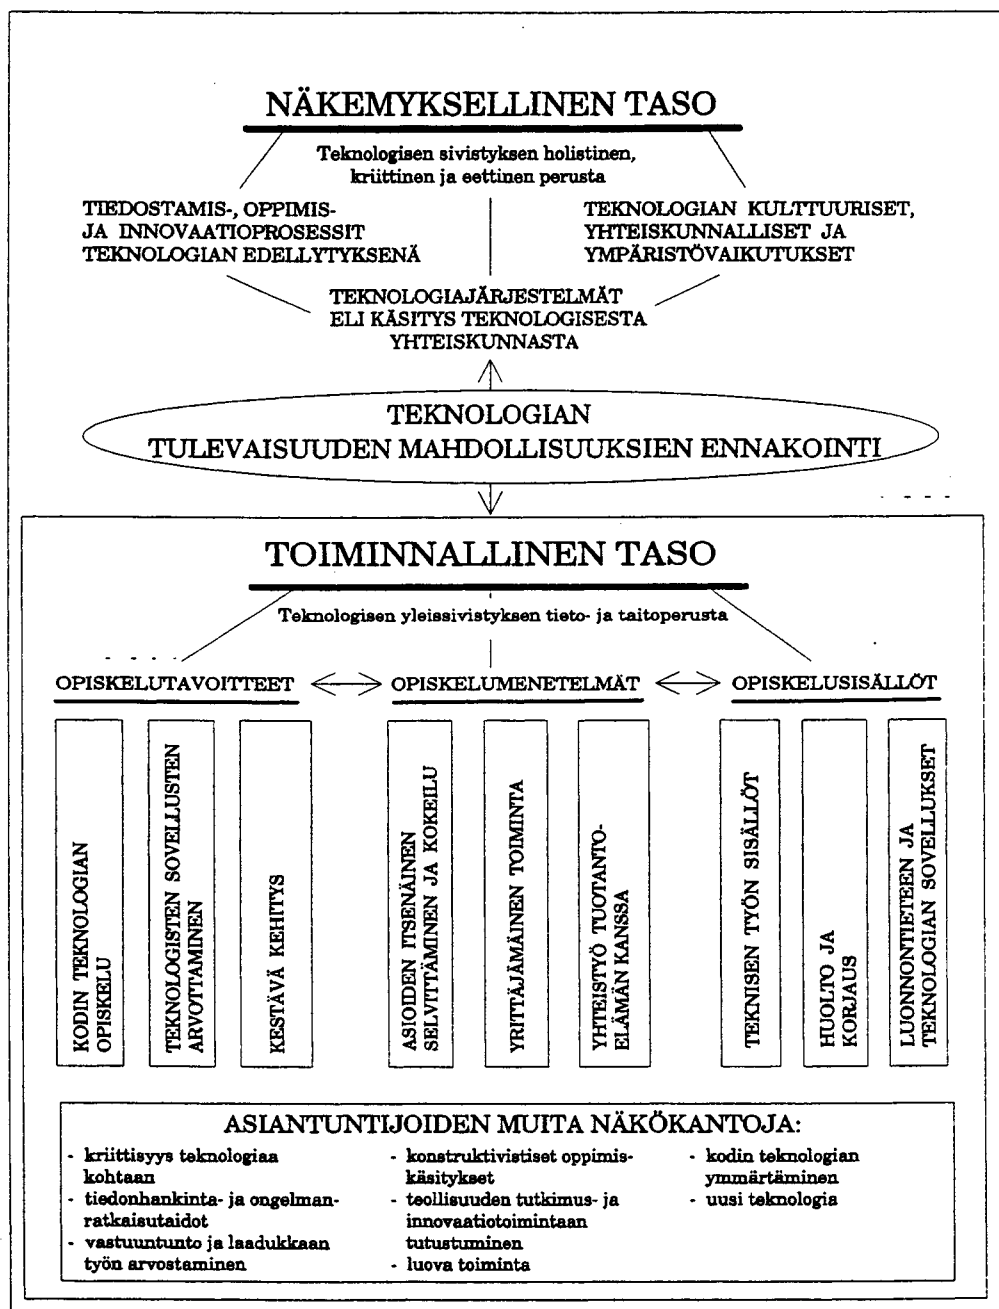 NÄKEMYKSELLINEN TASO
Teknologisen sivistyksen holistinen,
kriittinen ja eettinen perusta
TIEDOSTAMIS-, OPPIMIS-
JA INNOVAATIOPROSESSIT
TEKNOLOGIAN EDELLYTYKSENÄ
TEKNOLOGIAN KULTTUURISET,
YHTEISKUNNALLISET JA
YMPÄRISTÖVAIKUTUKSET
TEKNOLOGIAJÄRJESTELMÄT
ELI KÄSITYS TEKNOLOGISESTA
YHTEISKUNNASTA
TEKNOLOGIAN
TULEVAISUUDEN MAHDOLLISUUKSIEN ENNAKOINTI
TOIMINNALLINEN TASO
Teknologisen yleissivistyksen tieto- ja taitoperusta
OPISKELUTAVOITTEET
OPISKELUMENETELMÄT
OPISKELUSISÄLLÖT
KODIN TEKNOLOGIAN
OPISKELU
TEKNOLOGISTEN SOVELLUSTEN
ARVOTTAMINEN
KESTÄVÄ KEHITYS
ASIOIDEN ITSENÄINEN
SELVITTÄMINEN JA KOKEILU
YRITTÄJÄMÄINEN TOIMINTA
YHTEISTYÖ TUOTANTO-
ELÄMÄN KANSSA
TEKNISEN TYÖN SISÄLLÖT
HUOLTO JA
KORJAUS
LUONNONTIETEEN JA
TEKNOLOGIAN SOVELLUKSET
ASIANTUNTIJOIDEN MUITA NÄKÖKANTOJA:
- kriittisyys teknologiaa
kohtaan
- tiedonhankinta- ja ongelman-
ratkaisutaidot
- vastuuntunto ja laadukkaan
työn arvostaminen
- konstruktivistiset oppimis-
käsitykset
- teollisuuden tutkimus- ja
innovaatiotoimintaan
tutustuminen
- luova toiminta
- kodin teknologian
ymmärtäminen
- uusi teknologia